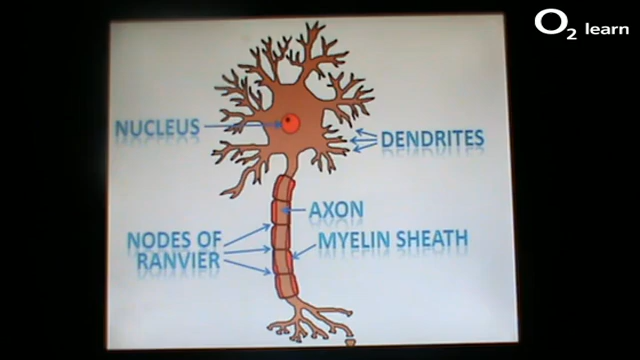 O2 learn
NUCLEUS
DENDRITES
AXON
NODES OF
RANVIER
MYELIN SHEATH